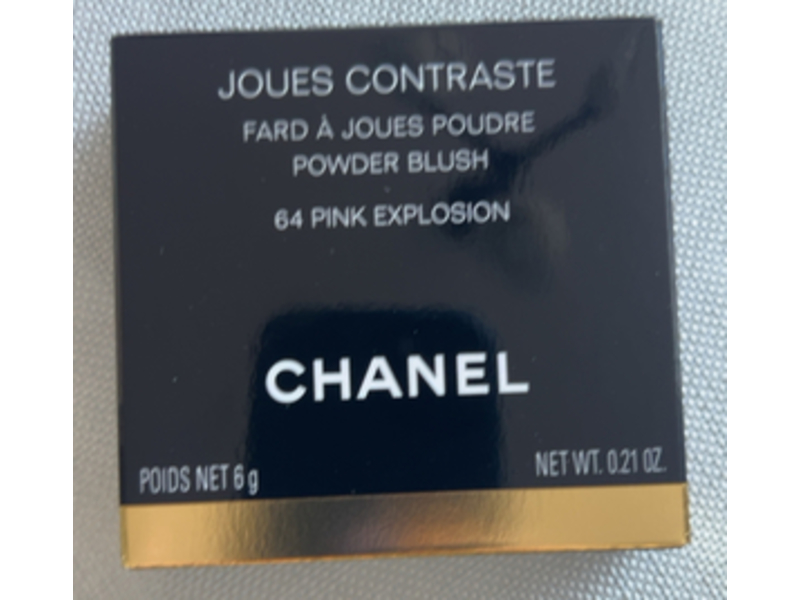 JOUES CONTRASTE
FARD À JOUES POUDRE
POWDER BLUSH
64 PINK EXPLOSION
CHANEL
POIDS NET 6 g
NET WT. 0.21 OZ.